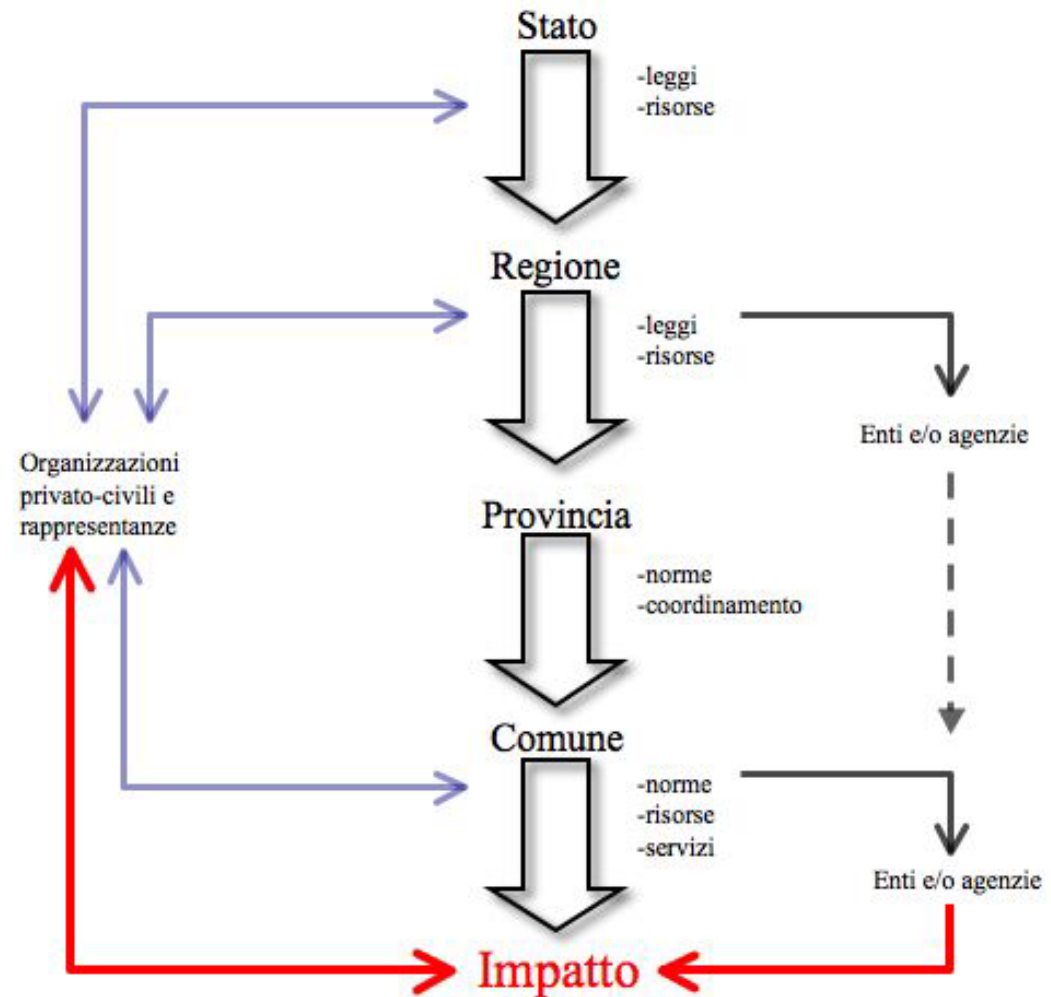 Stato
-leggi
-risorse
Regione
-leggi
-risorse
Enti e/o agenzie
Organizzazioni
privato-civili e
rappresentanze
Provincia
-norme
-coordinamento
Comune
-norme
-risorse
-servizi
Enti e/o agenzie
Impatto